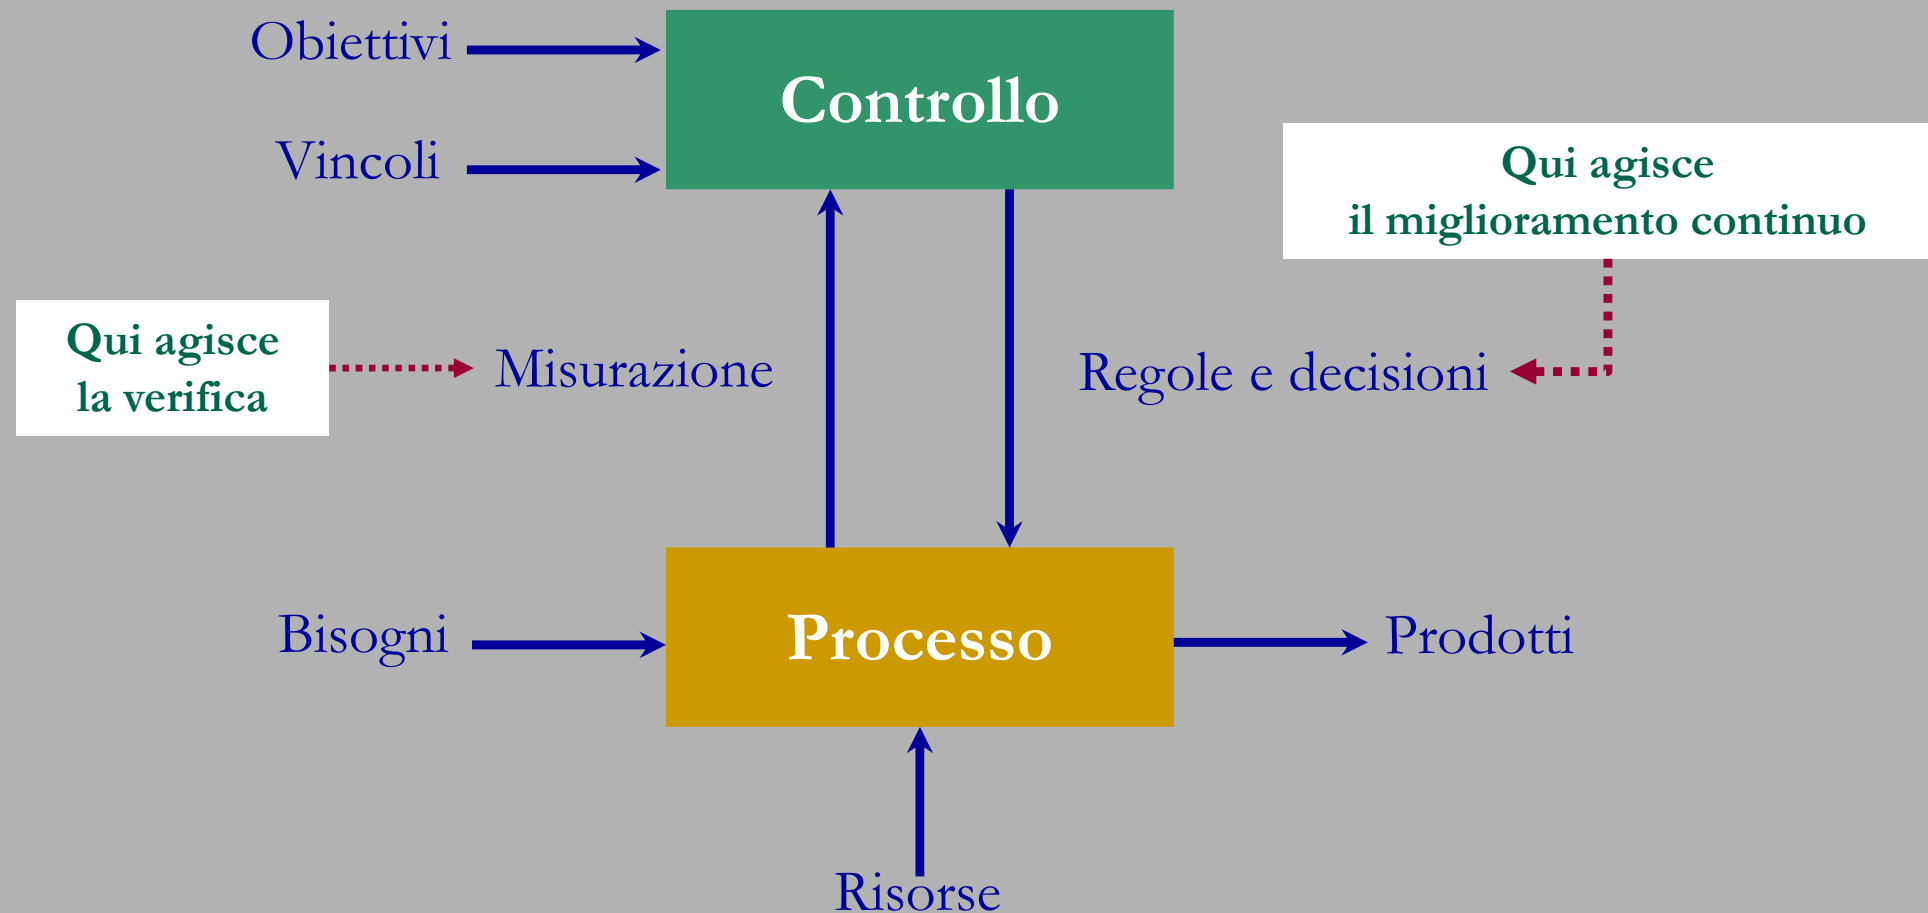 Obiettivi
Controllo
Vincoli
Qui agisce
il miglioramento continuo
Qui agisce
la verifica
Misurazione
Regole e decisioni
Bisogni
Processo
Prodotti
Risorse